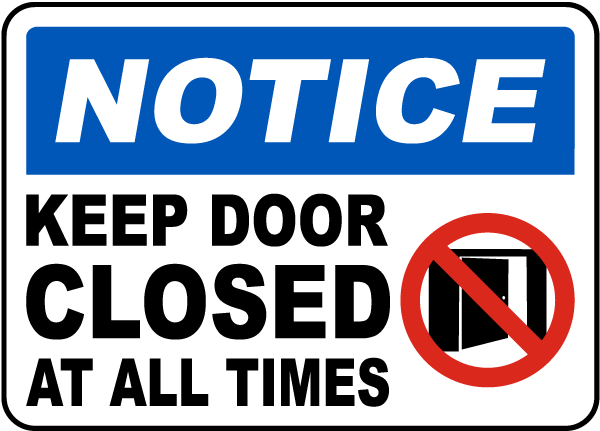 NOTICE
KEEP DOOR
CLOSED
AT ALL TIMES